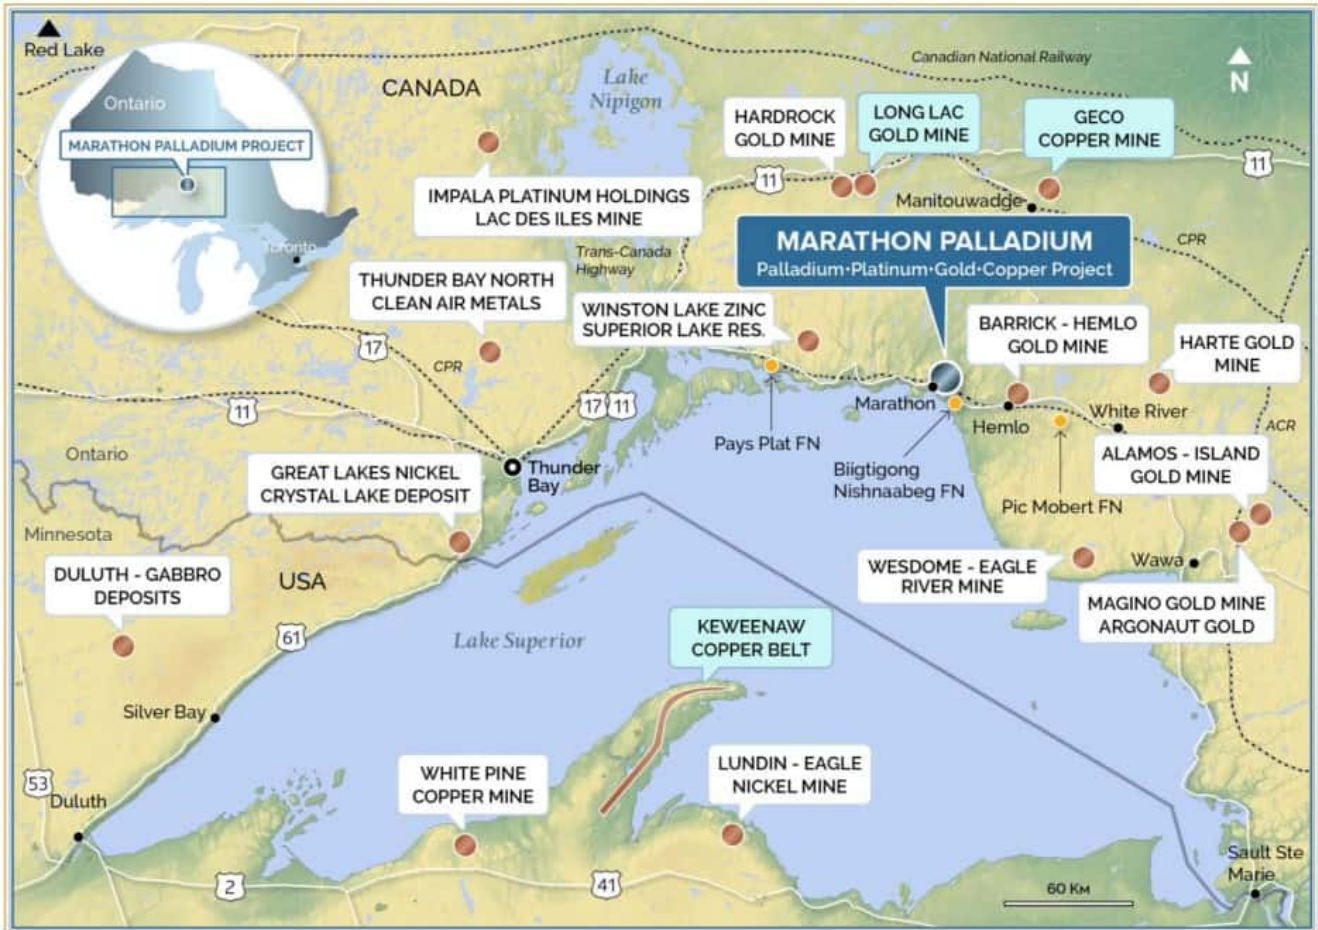 Red Lake
Ontario
MARATHON PALLADIUM PROJECT
Toronto
CANADA
Lake
Nipigon
Canadian National Railway
N
HARDROCK
GOLD MINE
LONG LAC
GOLD MINE
GECO
COPPER MINE
11
11
IMPALA PLATINUM HOLDINGS
LAC DES ILES MINE
Manitouwadge
Trans-Canada
Highway
MARATHON PALLADIUM
Palladium•Platinum•Gold•Copper Project
CPR
THUNDER BAY NORTH
CLEAN AIR METALS
WINSTON LAKE ZINC
SUPERIOR LAKE RES.
BARRICK - HEMLO
GOLD MINE
HARTE GOLD
MINE
17
CPR
11
17
11
Marathon
Hemlo
White River
ACR
Pays Plat FN
Biigtigong
Nishnaabeg FN
Pic Mobert FN
ALAMOS - ISLAND
GOLD MINE
Ontario
Minnesota
GREAT LAKES NICKEL
CRYSTAL LAKE DEPOSIT
Thunder
Bay
USA
DULUTH - GABBRO
DEPOSITS
WESDOME - EAGLE
RIVER MINE
Wawa
MAGINO GOLD MINE
ARGONAUT GOLD
61
Lake Superior
KEWEENAW
COPPER BELT
Silver Bay
WHITE PINE
COPPER MINE
LUNDIN - EAGLE
NICKEL MINE
53
Duluth
2
41
60 KM
Sault Ste
Marie